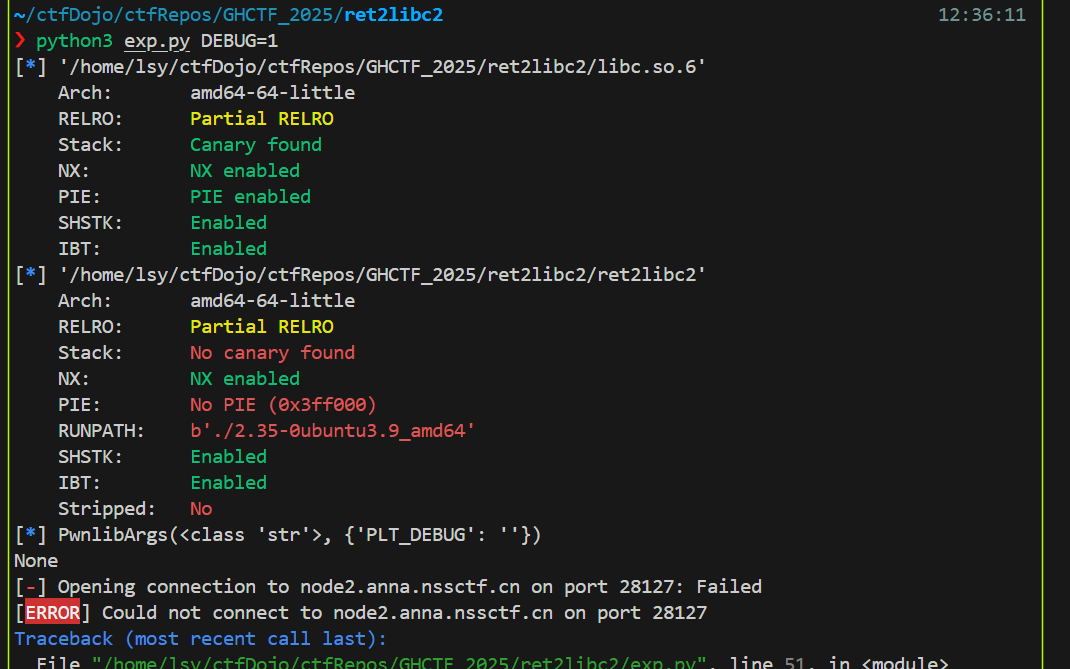 ~/ctfDojo/ctfRepos/GHCTF_2025/ret2libc2 12:36:11
❯ python3 exp.py DEBUG=1
[*] '/home/lsy/ctfDojo/ctfRepos/GHCTF_2025/ret2libc2/libc.so.6'
Arch: amd64-64-little
RELRO: Partial RELRO
Stack: Canary found
NX: NX enabled
PIE: PIE enabled
SHSTK: Enabled
IBT: Enabled
[*] '/home/lsy/ctfDojo/ctfRepos/GHCTF_2025/ret2libc2/ret2libc2'
Arch: amd64-64-little
RELRO: Partial RELRO
Stack: No canary found
NX: NX enabled
PIE: No PIE (0x3ff000)
RUNPATH: b'./2.35-0ubuntu3.9_amd64'
SHSTK: Enabled
IBT: Enabled
Stripped: No
[*] PwnlibArgs(<class 'str'>, {'PLT_DEBUG': ''})
None
[-] Opening connection to node2.anna.nssctf.cn on port 28127: Failed
[ERROR] Could not connect to node2.anna.nssctf.cn on port 28127
Traceback (most recent call last):
File "/home/lsy/ctfDojo/ctfRepos/GHCTF_2025/ret2libc2/exp.py", line 51, in <module>